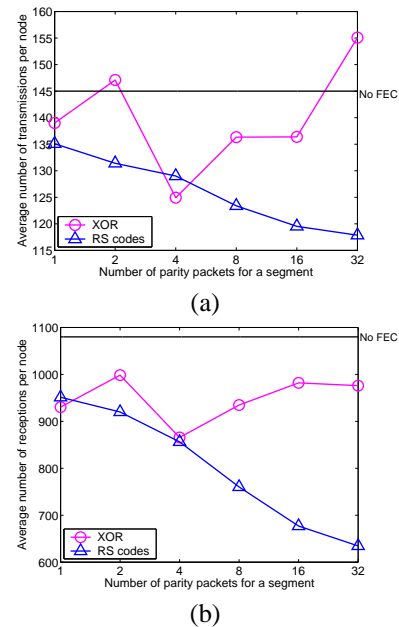 160
155
150
145
140
135
130
125
120
115
Average number of transmissions per node
No FEC
XOR
RS codes
1 2 4 8 16 32
Number of parity packets for a segment
(a)
1100
1000
900
800
700
600
Average number of receptions per node
No FEC
XOR
RS codes
1 2 4 8 16 32
Number of parity packets for a segment
(b)